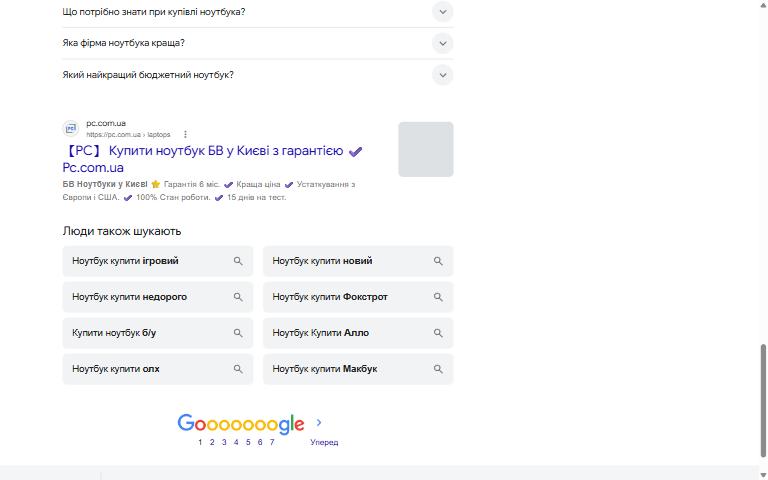 Що потрібно знати при купівлі ноутбука?
Яка фірма ноутбука краща?
Який найкращий бюджетний ноутбук?
pc.com.ua
https://pc.com.ua › laptops
【PC】 Купити ноутбук БВ у Києві з гарантією ✔
Pc.com.ua
БВ Ноутбуки у Києві ⭐ Гарантія 6 міс. ✔ Краща ціна ✔ Устаткування з
Європи і США. ✔ 100% Стан роботи. ✔ 15 днів на тест.
Люди також шукають
Ноутбук купити ігровий
Ноутбук купити новий
Ноутбук купити недорого
Ноутбук купити Фокстрот
Купити ноутбук б/у
Ноутбук Купити Алло
Ноутбук купити олх
Ноутбук купити Макбук
Goooooooogle
1 2 3 4 5 6 7 Уперед